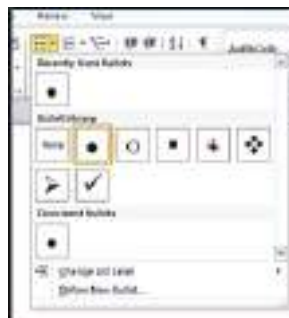 Review View
Recently Used Bullets
Bullet Library
None
Document Bullets
Change List Level
Define New Bullet...